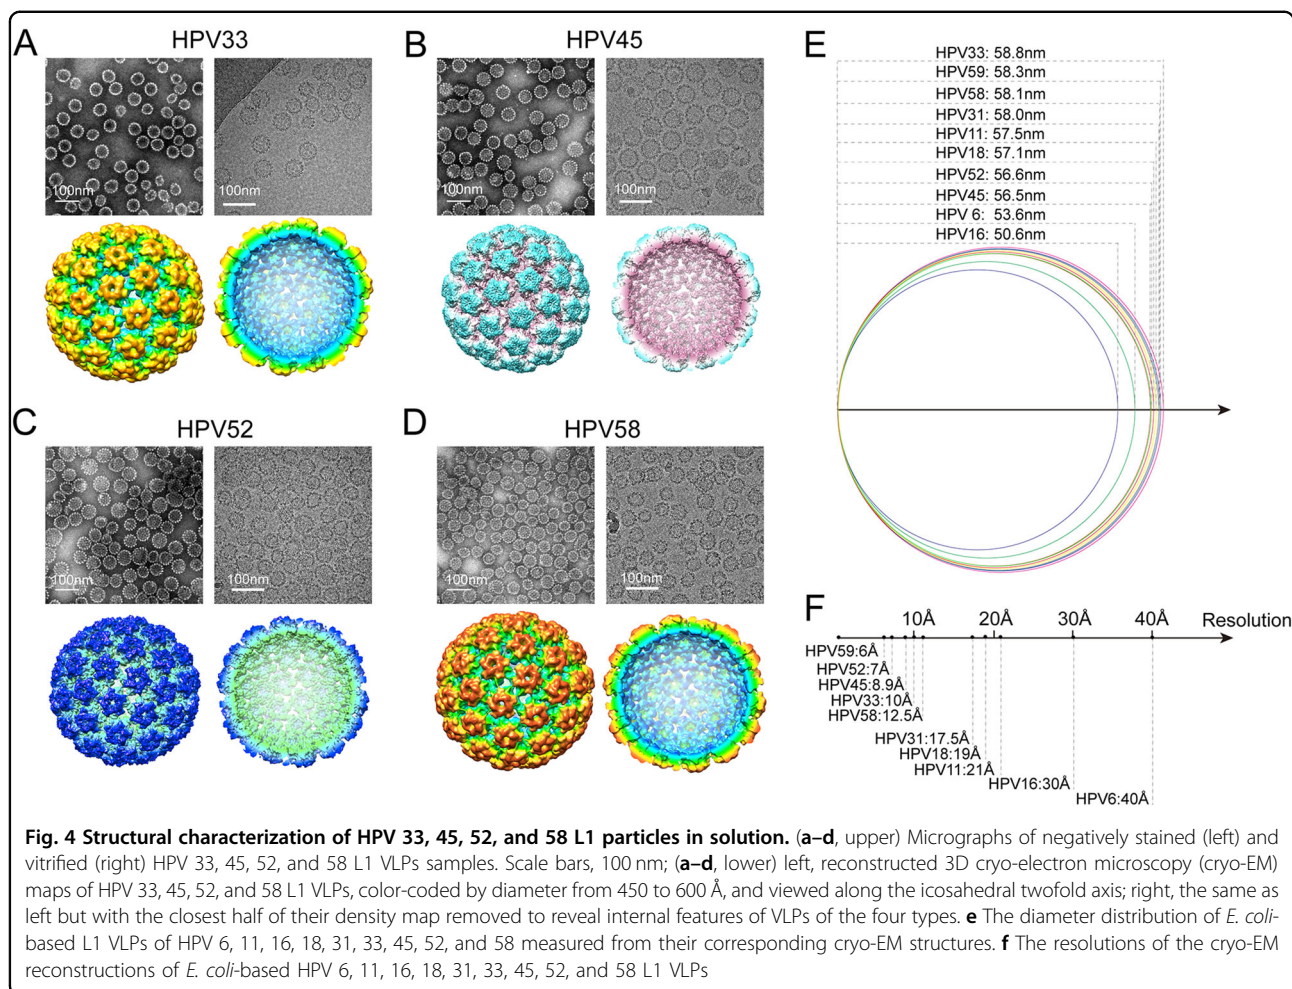 A
HPV33
100nm
100nm
B
HPV45
100nm
100nm
C
HPV52
100nm
100nm
D
HPV58
100nm
100nm
E
HPV33: 58.8nm
HPV59: 58.3nm
HPV58: 58.1nm
HPV31: 58.0nm
HPV11: 57.5nm
HPV18: 57.1nm
HPV52: 56.6nm
HPV45: 56.5nm
HPV 6: 53.6nm
HPV16: 50.6nm
F
10Å 20Å 30Å 40Å Resolution
HPV59:6Å
HPV52:7Å
HPV45:8.9Å
HPV33:10Å
HPV58:12.5Å
HPV31:17.5Å
HPV18:19Å
HPV11:21Å
HPV16:30Å
HPV6:40Å
Fig. 4 Structural characterization of HPV 33, 45, 52, and 58 L1 particles in solution. (a–d, upper) Micrographs of negatively stained (left) and
vitrified (right) HPV 33, 45, 52, and 58 L1 VLPs samples. Scale bars, 100 nm; (a–d, lower) left, reconstructed 3D cryo-electron microscopy (cryo-EM)
maps of HPV 33, 45, 52, and 58 L1 VLPs, color-coded by diameter from 450 to 600 Å, and viewed along the icosahedral twofold axis; right, the same as
left but with the closest half of their density map removed to reveal internal features of VLPs of the four types. e The diameter distribution of E. coli-
based L1 VLPs of HPV 6, 11, 16, 18, 31, 33, 45, 52, and 58 measured from their corresponding cryo-EM structures. f The resolutions of the cryo-EM
reconstructions of E. coli-based HPV 6, 11, 16, 18, 31, 33, 45, 52, and 58 L1 VLPs